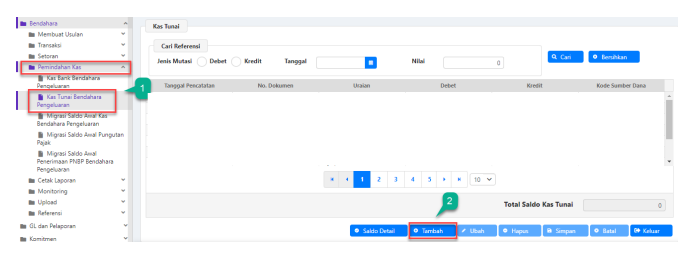 Bendahara
Membuat Usulan
Transaksi
Setoran
Pemindahan Kas
Kas Bank Bendahara
Pengeluaran
Kas Tunai Bendahara
Pengeluaran
Migrasi Saldo Awal Kas
Bendahara Pengeluaran
Migrasi Saldo Awal Pungutan
Pajak
Migrasi Saldo Awal
Penerimaan PNBP Bendahara
Pengeluaran
Cetak Laporan
Monitoring
Upload
Referensi
GL dan Pelaporan
Komitmen
1
Kas Tunai
Cari Referensi
Jenis Mutasi Debet Kredit Tanggal Nilai 0 Cari Bersihkan
Tanggal Pencatatan No. Dokumen Uraian Debet Kredit Kode Sumber Dana
1 2 3 4 5 10
2
Total Saldo Kas Tunai 0
Saldo Detail Tambah Ubah Hapus Simpan Batal Keluar